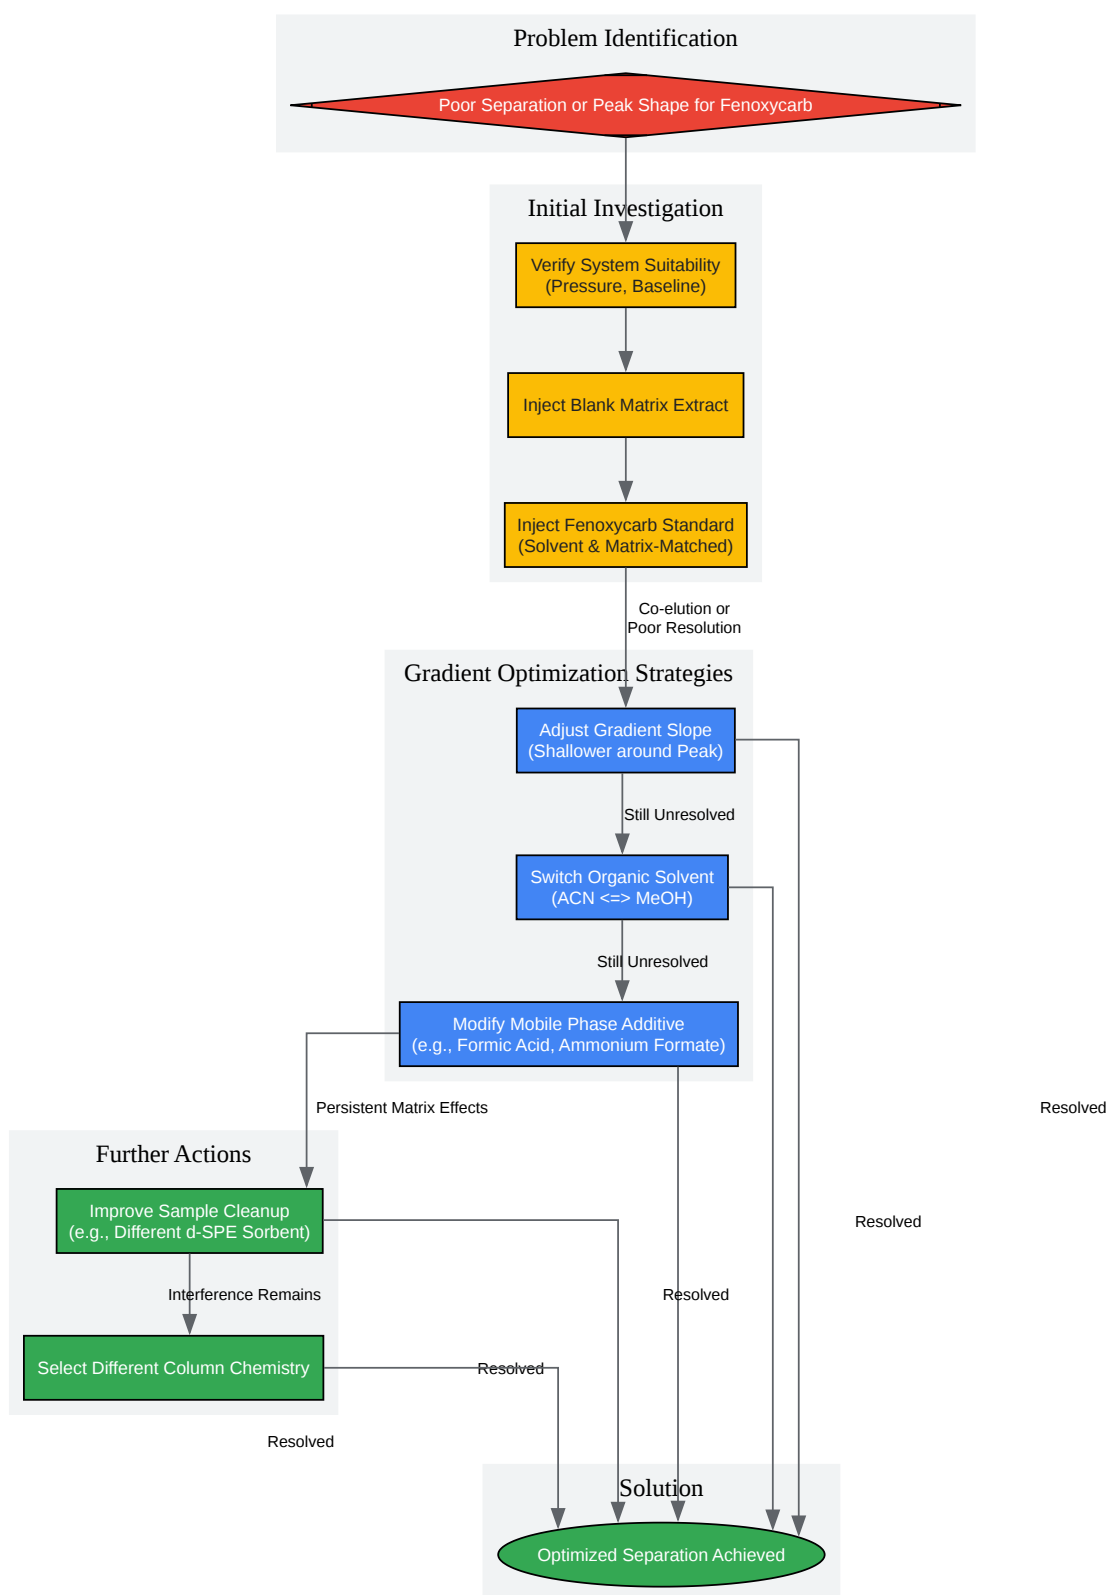 Problem Identification
Poor Separation or Peak Shape for Fenoxycarb
Initial Investigation
Verify System Suitability
(Pressure, Baseline)
Inject Blank Matrix Extract
Inject Fenoxycarb Standard
(Solvent & Matrix-Matched)
Co-elution or
Poor Resolution
Gradient Optimization Strategies
Adjust Gradient Slope
(Shallower around Peak)
Still Unresolved
Switch Organic Solvent
(ACN <=> MeOH)
Still Unresolved
Modify Mobile Phase Additive
(e.g., Formic Acid, Ammonium Formate)
Persistent Matrix Effects
Resolved
Further Actions
Improve Sample Cleanup
(e.g., Different d-SPE Sorbent)
Resolved
Interference Remains
Resolved
Select Different Column Chemistry
Resolved
Resolved
Solution
Optimized Separation Achieved